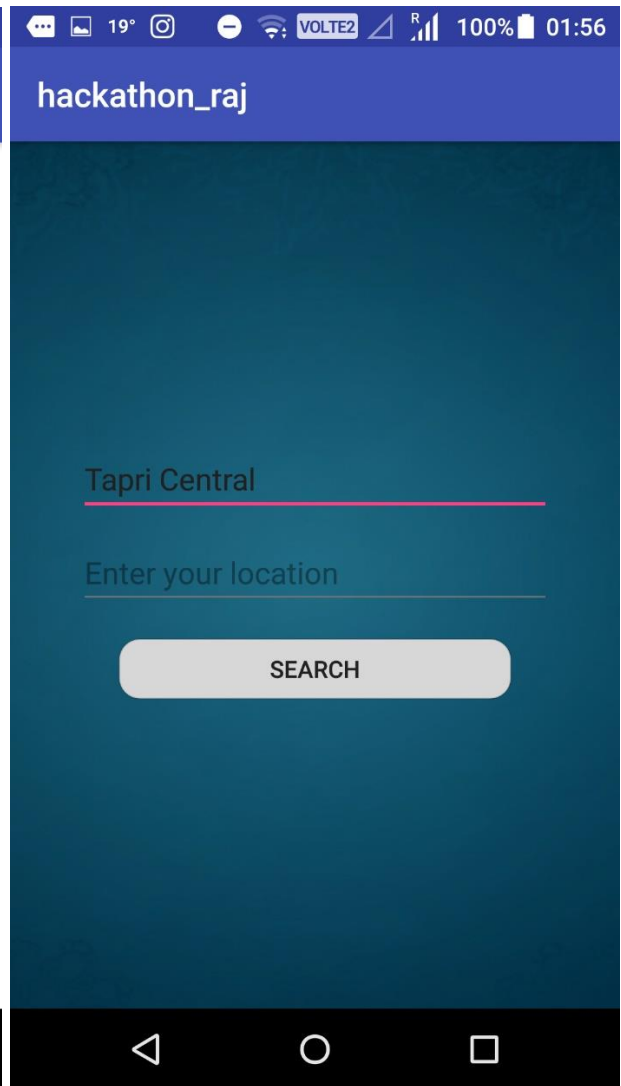 19° VOLTE2 R 100% 01:56
hackathon_raj
Tapri Central
Enter your location
SEARCH